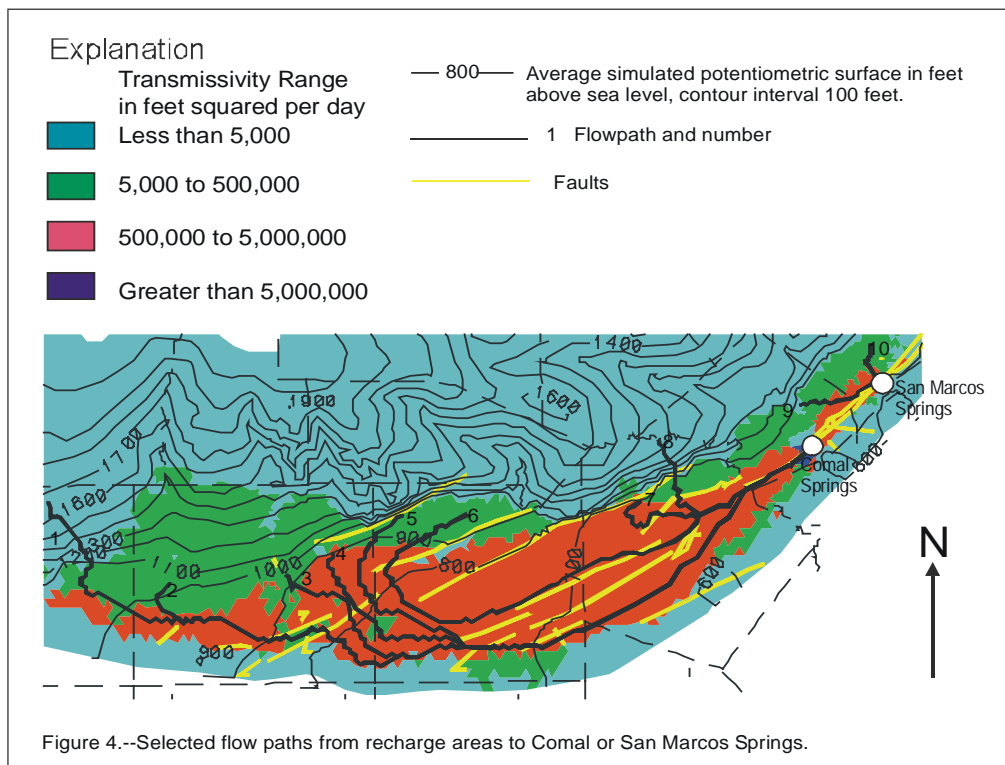 Explanation
Transmissivity Range
in feet squared per day
Less than 5,000
5,000 to 500,000
500,000 to 5,000,000
Greater than 5,000,000
800 Average simulated potentiometric surface in feet
above sea level, contour interval 100 feet.
1 Flowpath and number
Faults
1400
10
1900
1600
San Marcos
Springs
9
1700
8
Comal
Springs
600
1600
7
5
6
1
900
1300
1200
4
800
1100
1000
700
3
600
2
900
N
Figure 4.--Selected flow paths from recharge areas to Comal or San Marcos Springs.